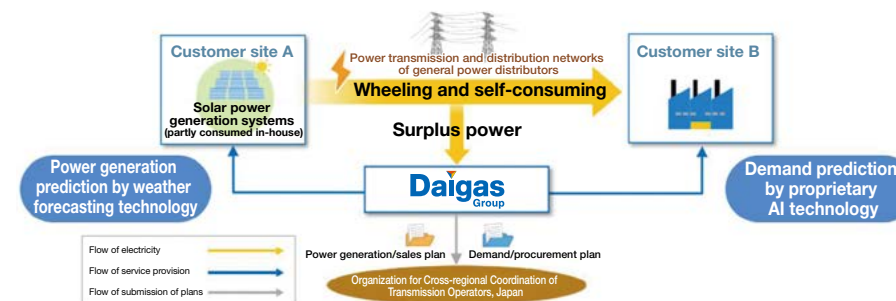 Customer site A
Solar power
generation systems
(partly consumed in-house)
Power transmission and distribution networks
of general power distributors
Wheeling and self-consuming
Surplus power
Customer site B
Power generation
prediction by weather
forecasting technology
Daigas
Group
Demand prediction
by proprietary
AI technology
Flow of electricity
Flow of service provision
Flow of submission of plans
Power generation/sales plan
Demand/procurement plan
Organization for Cross-regional Coordination of
Transmission Operators, Japan